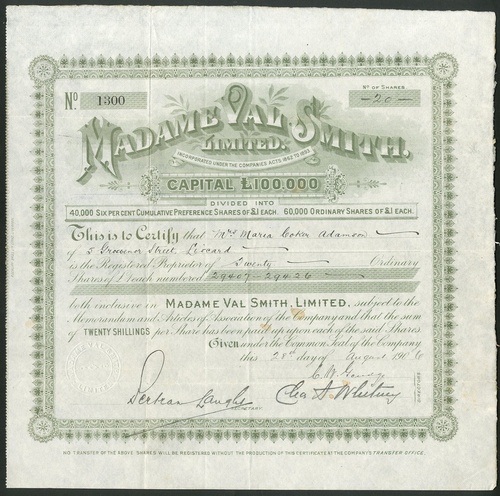 No. 1300
No OF SHARES
-20-
MADAME VAL SMITH,
LIMITED.
INCORPORATED UNDER THE COMPANIES ACTS 1862 TO 1893.
CAPITAL £100,000
DIVIDED INTO
40,000 SIX PER CENT CUMULATIVE PREFERENCE SHARES OF £1 EACH. 60,000 ORDINARY SHARES OF £1 EACH.
This is to Certify that Mrs Maria Coker Adamson
of 5 Grosvenor Street, Liscard
is the Registered Proprietor of Twenty Ordinary
Shares of £1 each numbered 29407-29426
both inclusive in MADAME VAL SMITH, LIMITED, subject to the
Memorandum and Articles of Association of the Company and that the sum
of TWENTY SHILLINGS per Share has been paid up upon each of the said Shares
Given under the Common Seal of the Company
this 28th day of August 1906
DIRECTORS
Chas A. Whitney
SECRETARY
NO TRANSFER OF THE ABOVE SHARES WILL BE REGISTERED WITHOUT THE PRODUCTION OF THIS CERTIFICATE AT THE COMPANY'S TRANSFER OFFICE.